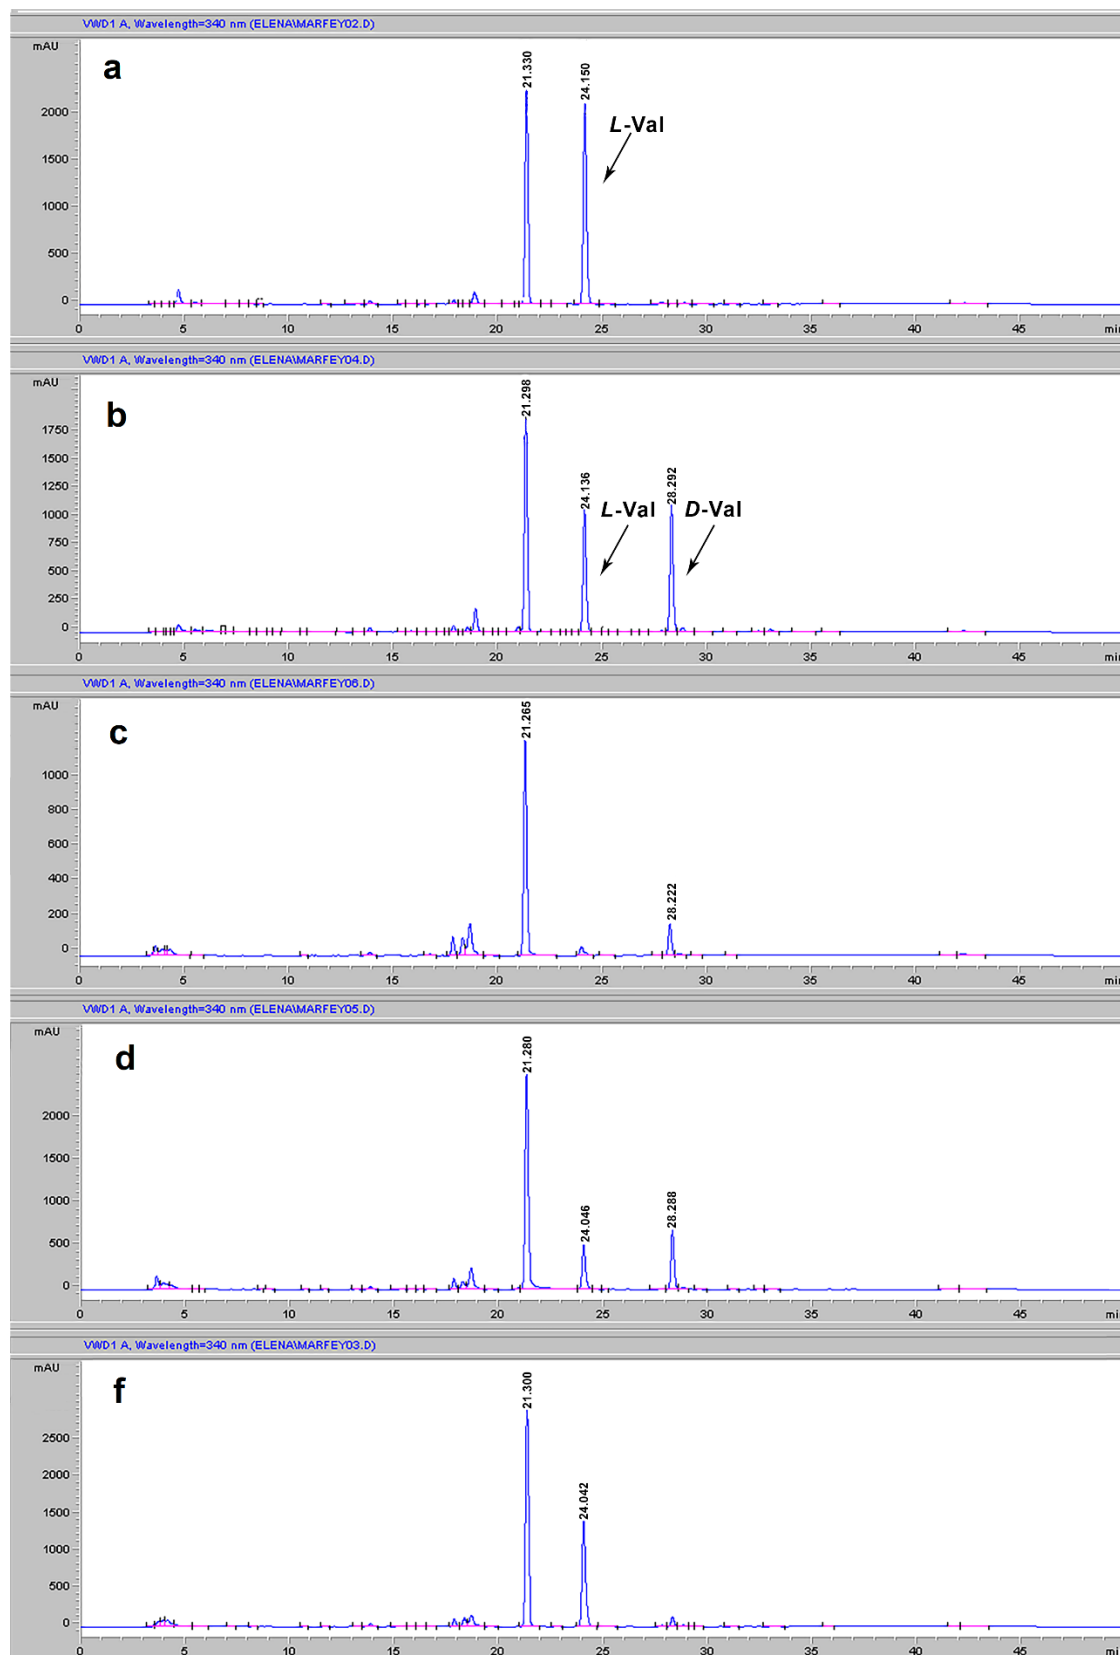 VWD1 A, Wavelength=340 nm (ELENA\MARFEY02.D)
mAU
a
21.330
24.150
L-Val
2000
1500
1000
500
0
0 5 10 15 20 25 30 35 40 45 min
VWD1 A, Wavelength=340 nm (ELENA\MARFEY04.D)
mAU
b
21.298
24.136
28.292
L-Val D-Val
1750
1500
1250
1000
750
500
250
0
0 5 10 15 20 25 30 35 40 45 min
VWD1 A, Wavelength=340 nm (ELENA\MARFEY06.D)
mAU
c
21.265
28.222
1000
800
600
400
200
0
0 5 10 15 20 25 30 35 40 45 min
VWD1 A, Wavelength=340 nm (ELENA\MARFEY05.D)
mAU
d
21.280
24.046
28.288
2000
1500
1000
500
0
0 5 10 15 20 25 30 35 40 45 min
VWD1 A, Wavelength=340 nm (ELENA\MARFEY03.D)
mAU
f
21.300
24.042
2500
2000
1500
1000
500
0
0 5 10 15 20 25 30 35 40 45 min